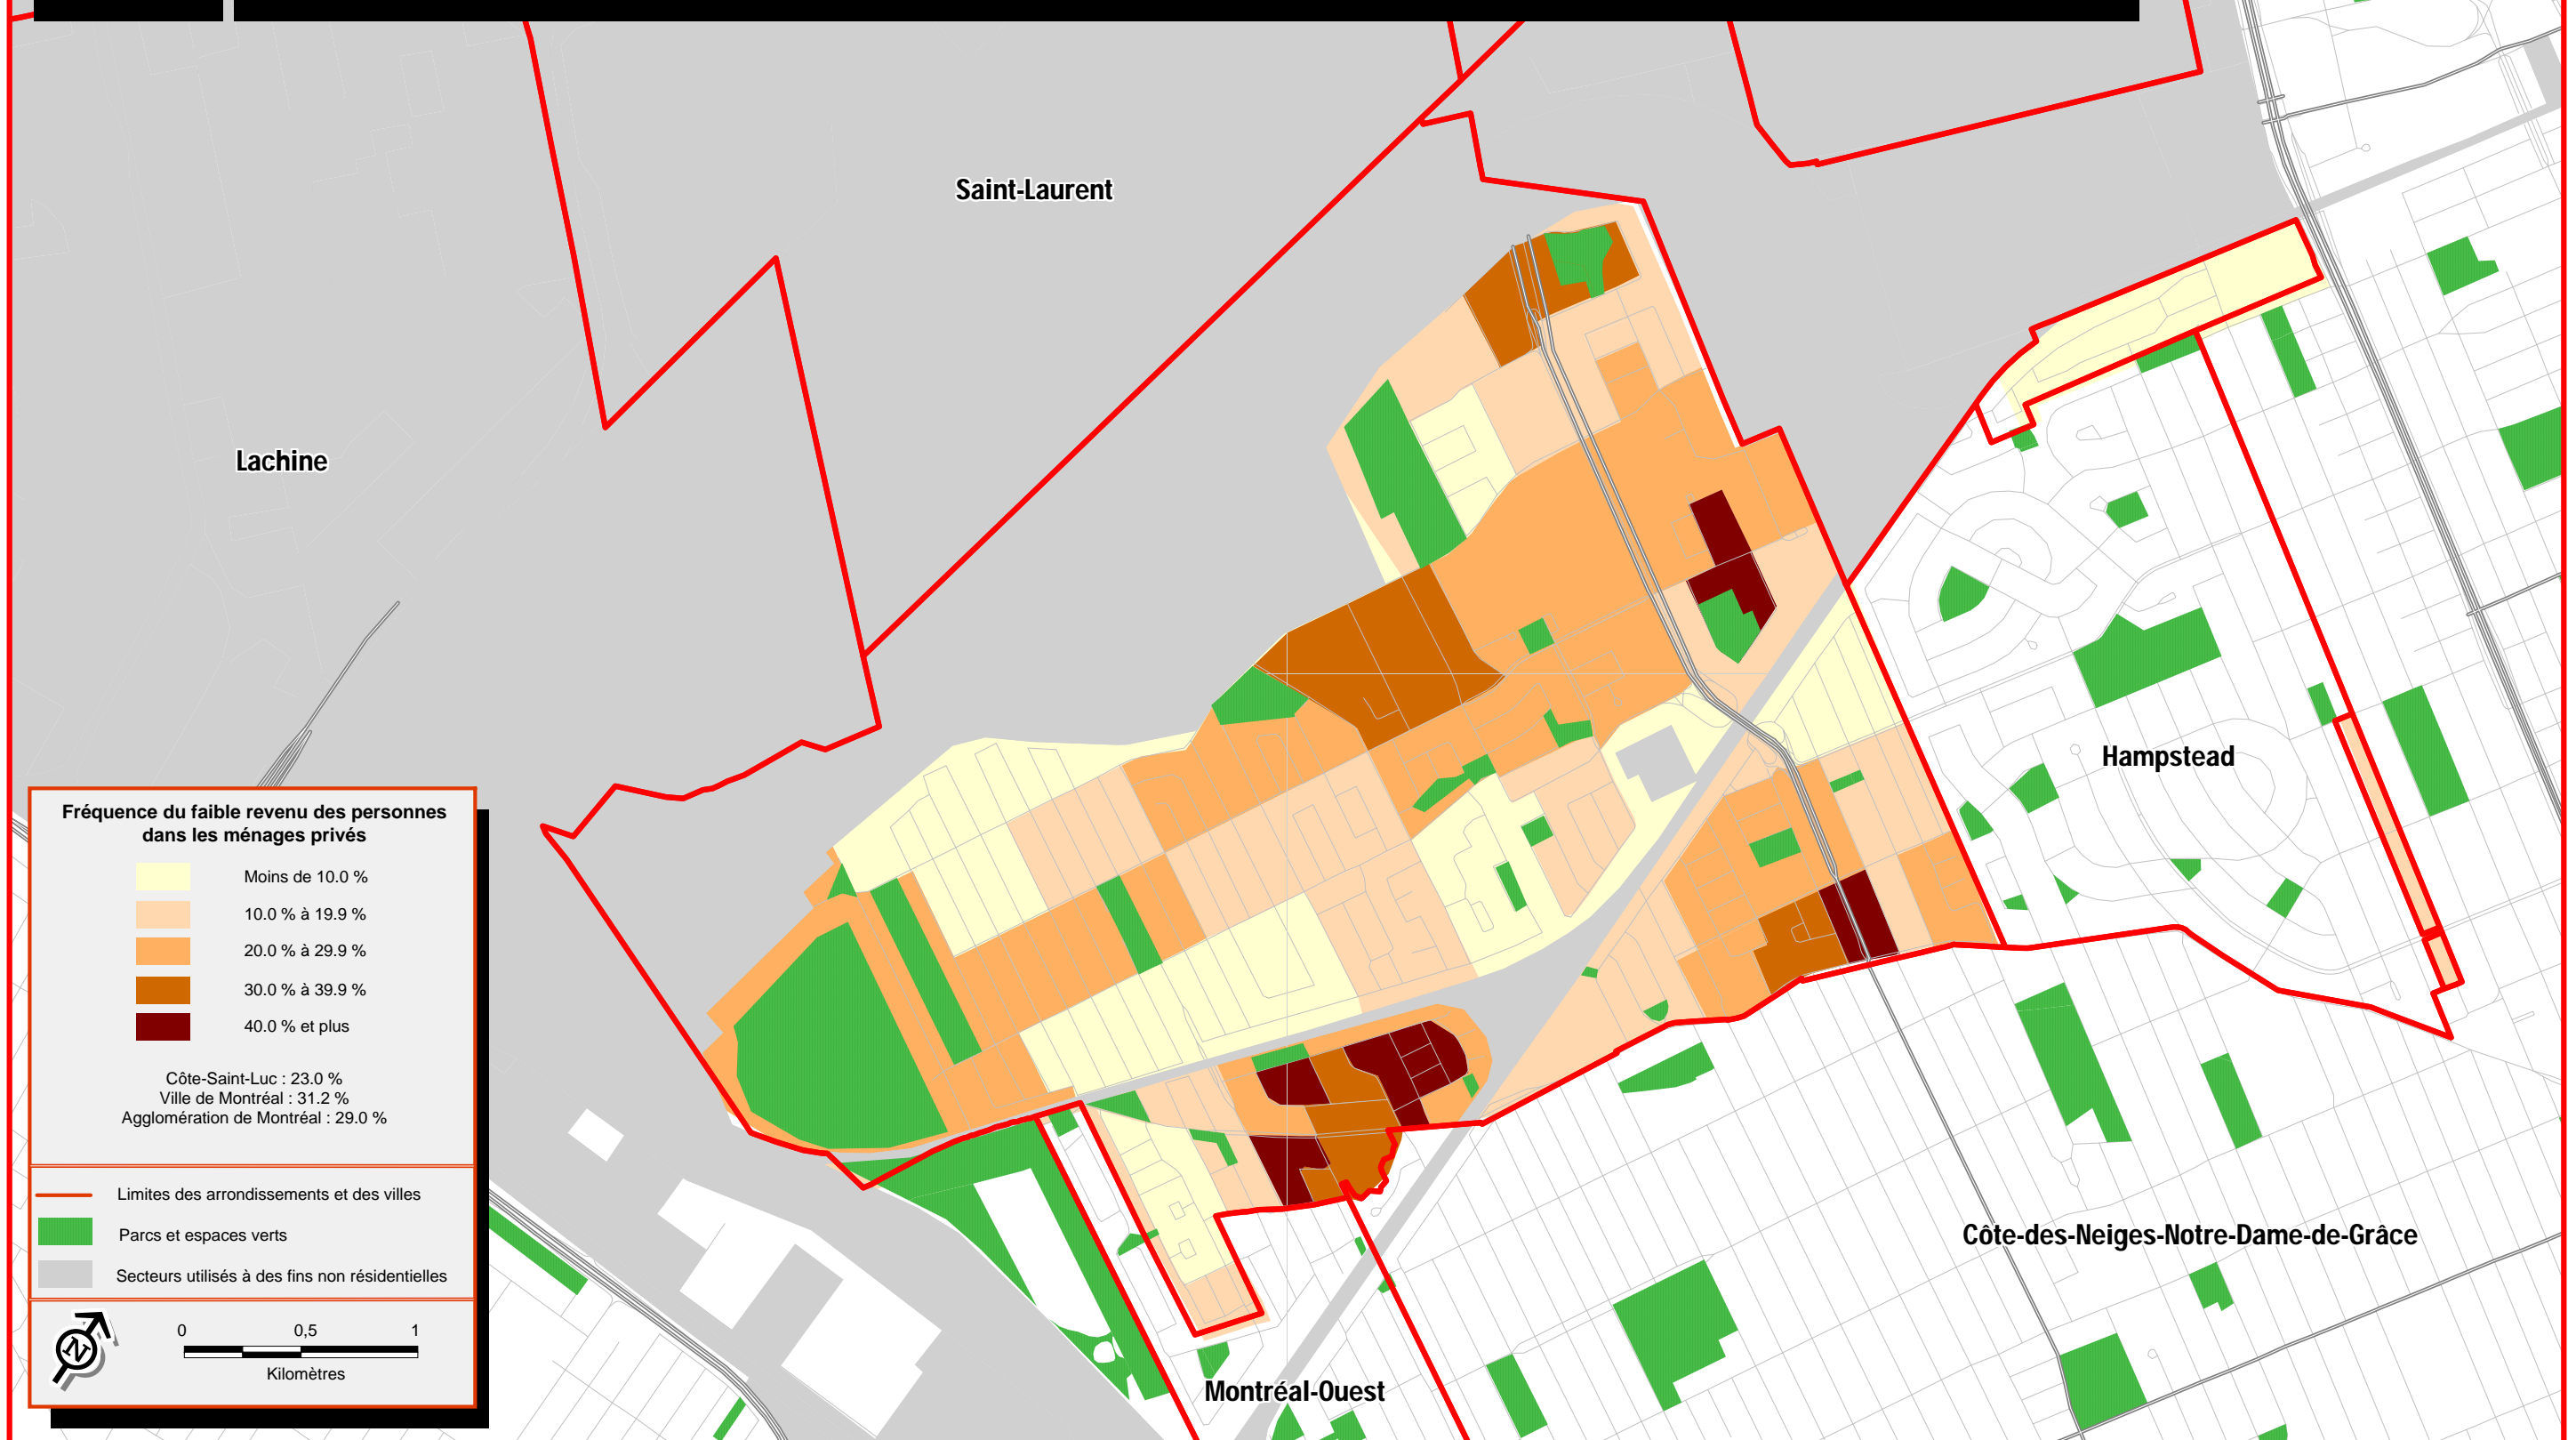 Saint-Laurent
Lachine
Hampstead
Côte-des-Neiges-Notre-Dame-de-Grâce
Montréal-Ouest
Fréquence du faible revenu des personnes
dans les ménages privés
Moins de 10.0 %
10.0 % à 19.9 %
20.0 % à 29.9 %
30.0 % à 39.9 %
40.0 % et plus
Côte-Saint-Luc : 23.0 %
Ville de Montréal : 31.2 %
Agglomération de Montréal : 29.0 %
Limites des arrondissements et des villes
Parcs et espaces verts
Secteurs utilisés à des fins non résidentielles
N
0 0,5 1
Kilomètres